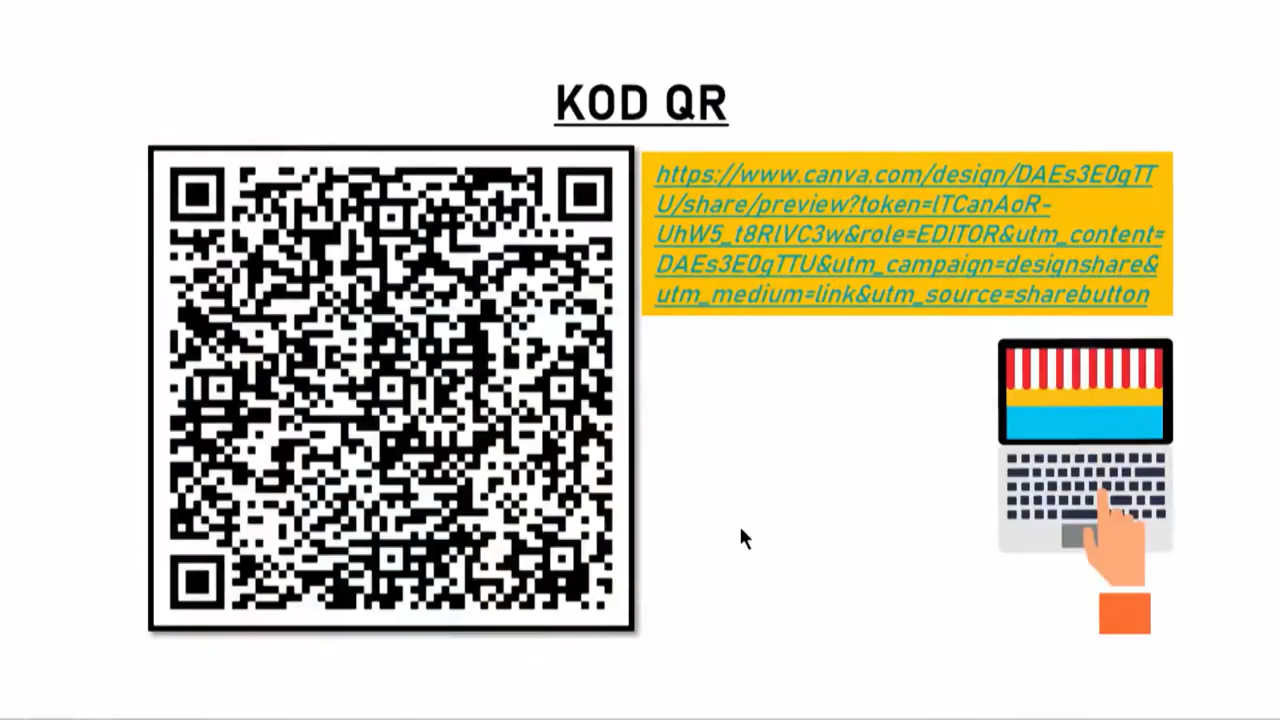 KOD QR
https://www.canva.com/design/DAEs3E0gTT
U/share/preview?token=lTCanAoR-
UhW5_t8RlVC3w&role=EDITOR&utm_content=
DAEs3E0gTTU&utm_campaign=designshare&
utm_medium=link&utm_source=sharebutton